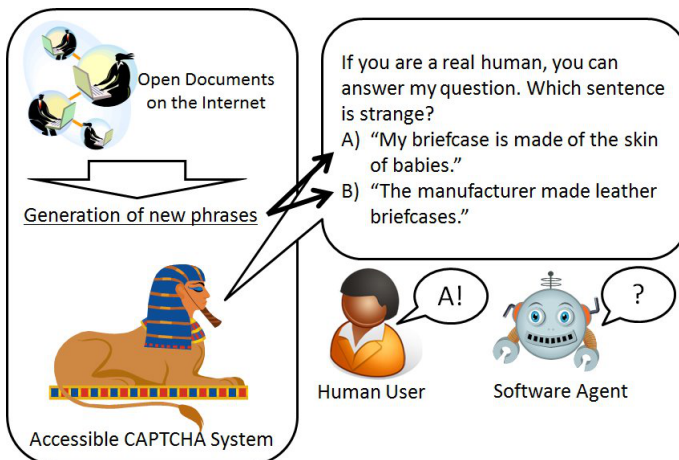 Open Documents
on the Internet
Generation of new phrases
Accessible CAPTCHA System
If you are a real human, you can
answer my question. Which sentence
is strange?
A) “My briefcase is made of the skin
of babies.”
B) “The manufacturer made leather
briefcases.”
A!
?
Human User
Software Agent